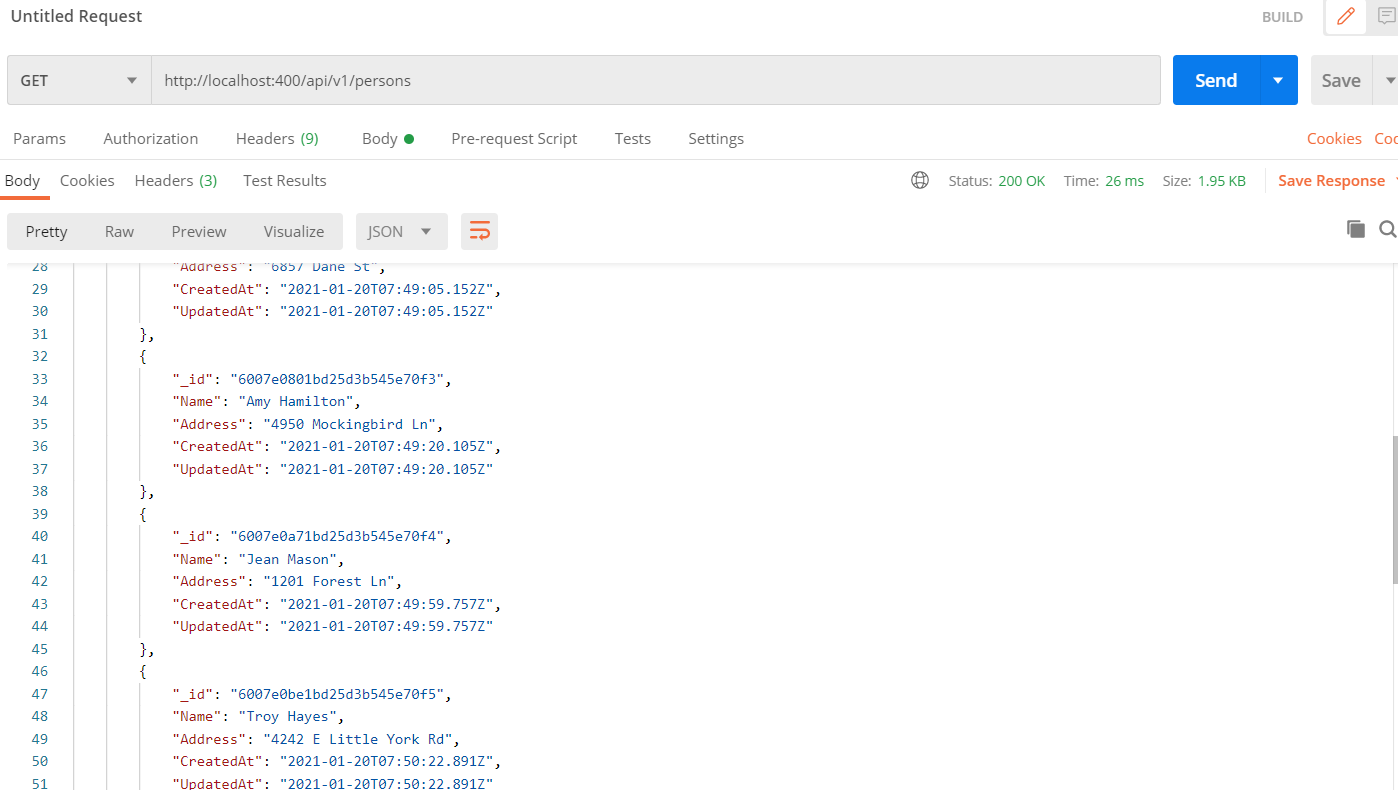 Untitled Request BUILD
GET http://localhost:400/api/v1/persons Send Save
Params Authorization Headers (9) Body Pre-request Script Tests Settings Cookies
Body Cookies Headers (3) Test Results Status: 200 OK Time: 26 ms Size: 1.95 KB Save Response
Pretty Raw Preview Visualize JSON
28 "Address": "6857 Dane St",
29 "CreatedAt": "2021-01-20T07:49:05.152Z",
30 "UpdatedAt": "2021-01-20T07:49:05.152Z"
31 },
32 {
33 "_id": "6007e0801bd25d3b545e70f3",
34 "Name": "Amy Hamilton",
35 "Address": "4950 Mockingbird Ln",
36 "CreatedAt": "2021-01-20T07:49:20.105Z",
37 "UpdatedAt": "2021-01-20T07:49:20.105Z"
38 },
39 {
40 "_id": "6007e0a71bd25d3b545e70f4",
41 "Name": "Jean Mason",
42 "Address": "1201 Forest Ln",
43 "CreatedAt": "2021-01-20T07:49:59.757Z",
44 "UpdatedAt": "2021-01-20T07:49:59.757Z"
45 },
46 {
47 "_id": "6007e0be1bd25d3b545e70f5",
48 "Name": "Troy Hayes",
49 "Address": "4242 E Little York Rd",
50 "CreatedAt": "2021-01-20T07:50:22.891Z",
51 "UpdatedAt": "2021-01-20T07:50:22.891Z"